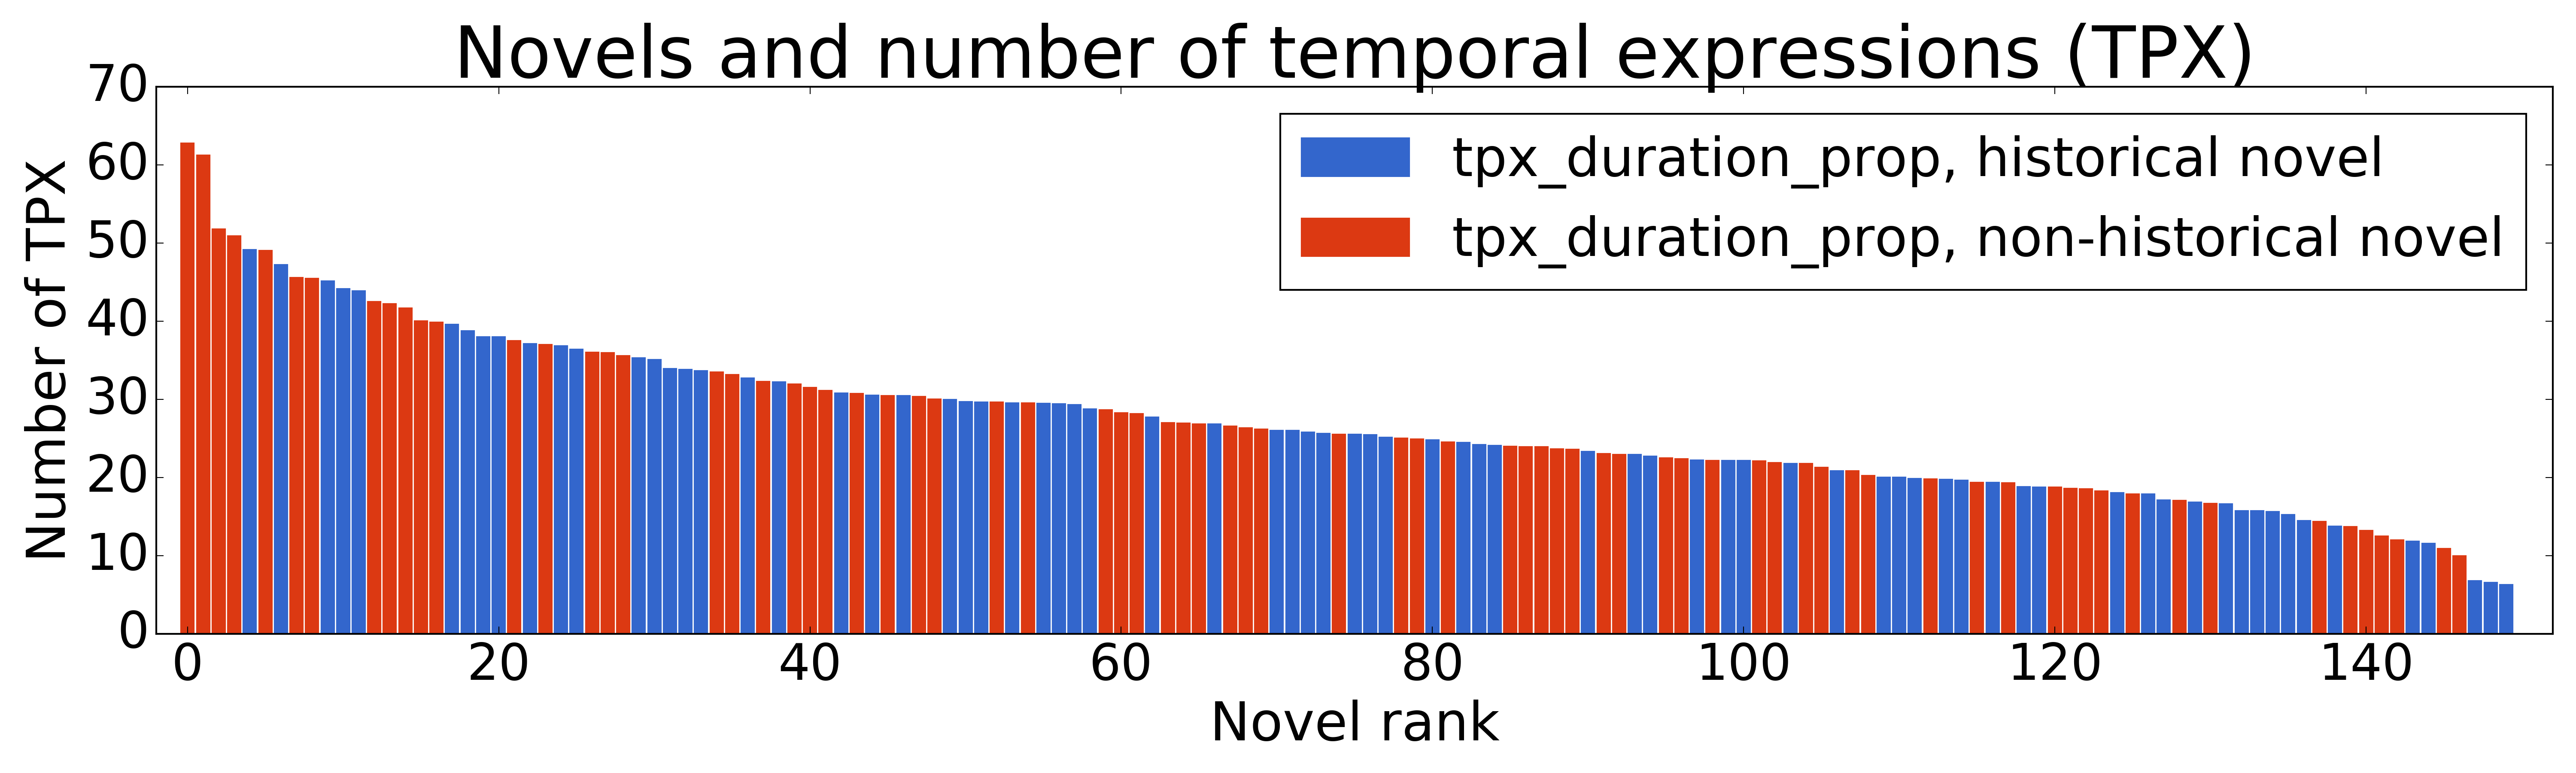 Novels and number of temporal expressions (TPX)
tpx_duration_prop, historical novel
tpx_duration_prop, non-historical novel
Number of TPX
70
60
50
40
30
20
10
0
0 20 40 60 80 100 120 140
Novel rank